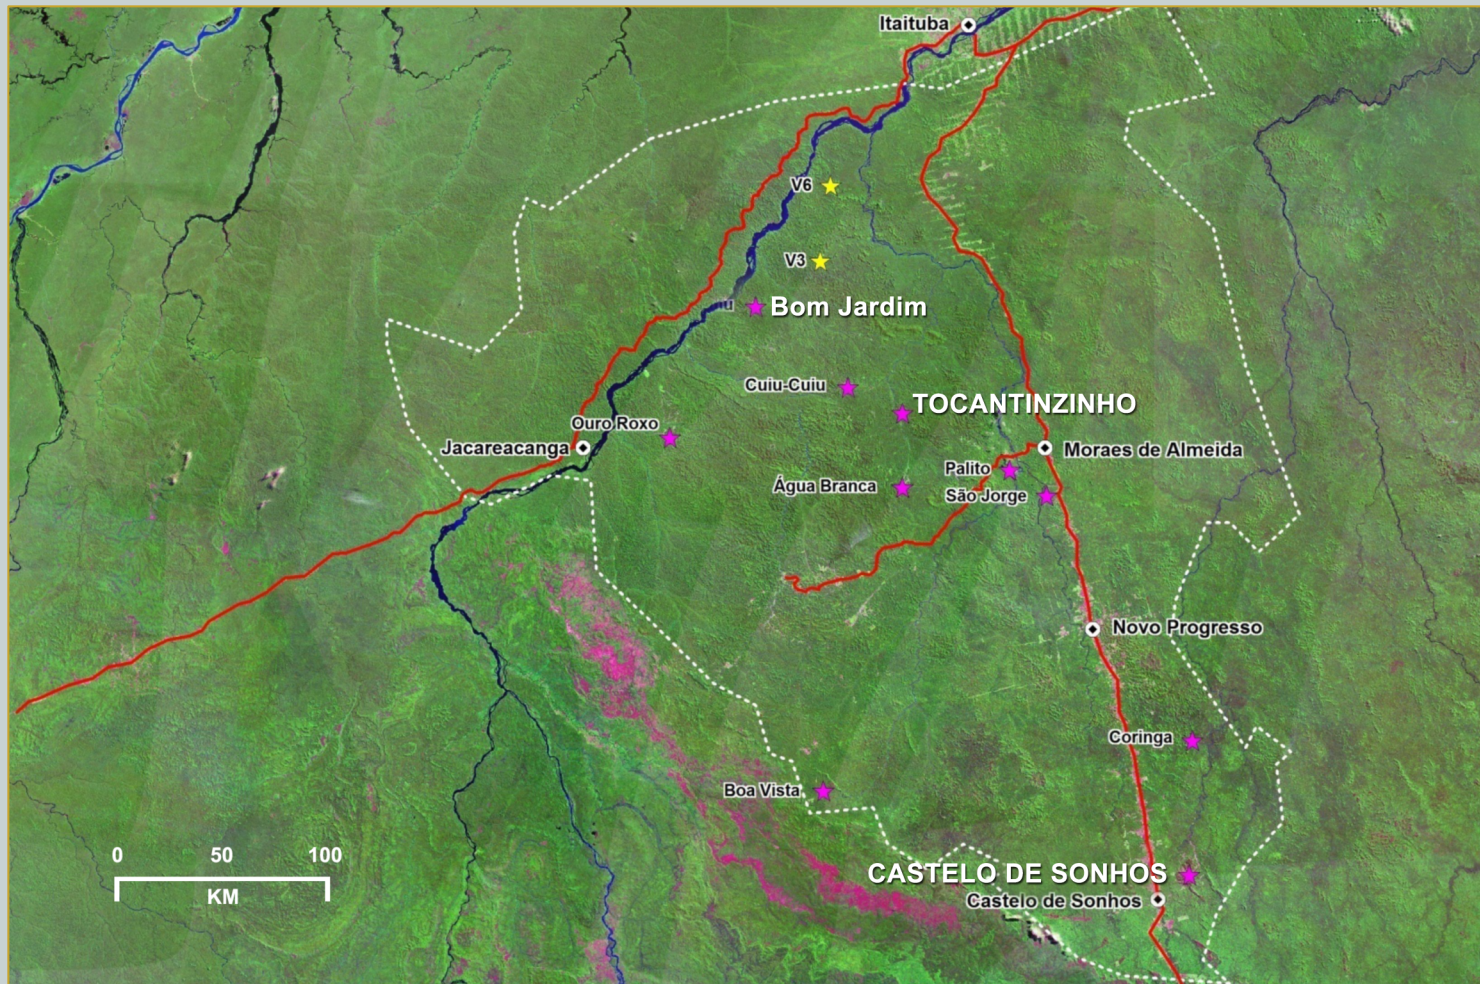 Itaituba
V6
V3
Bom Jardim
Cuiu-Cuiu
TOCANTINZINHO
Ouro Roxo
Jacareacanga
Moraes de Almeida
Palito
Água Branca
São Jorge
Novo Progresso
Coringa
Boa Vista
0 50 100
KM
CASTELO DE SONHOS
Castelo de Sonhos